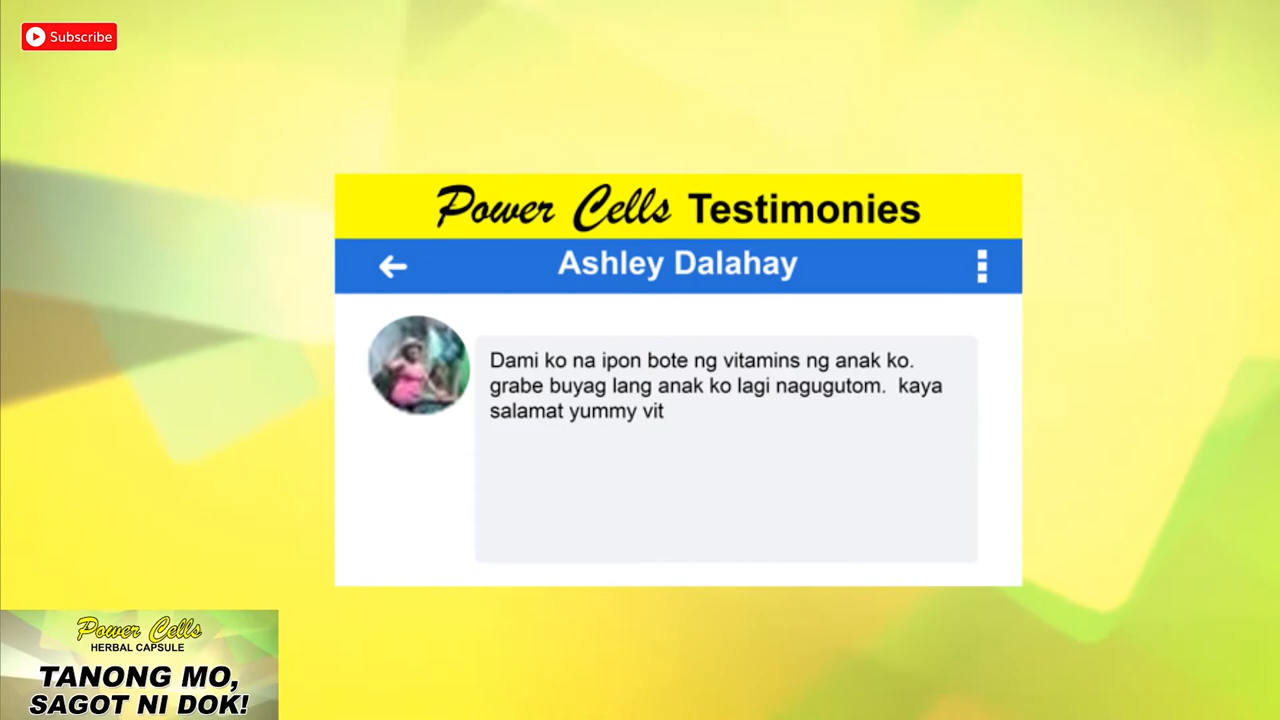 Subscribe
Power Cells Testimonies
Ashley Dalahay
Dami ko na ipon bote ng vitamins ng anak ko.
grabe buyag lang anak ko lagi nagugutom.  kaya
salamat yummy vit
Power Cells
HERBAL CAPSULE
TANONG MO,
SAGOT NI DOK!